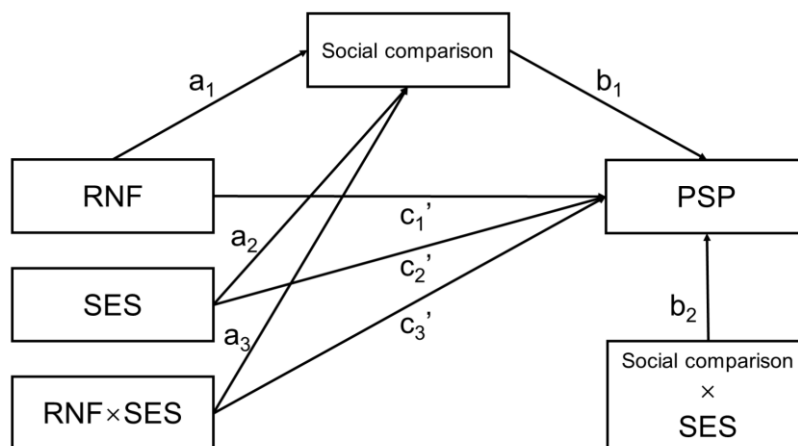 Social comparison
a₁
b₁
RNF
PSP
c₁'
a₂
SES
c₂'
c₃'
a₃
b₂
RNF×SES
Social comparison
×
SES